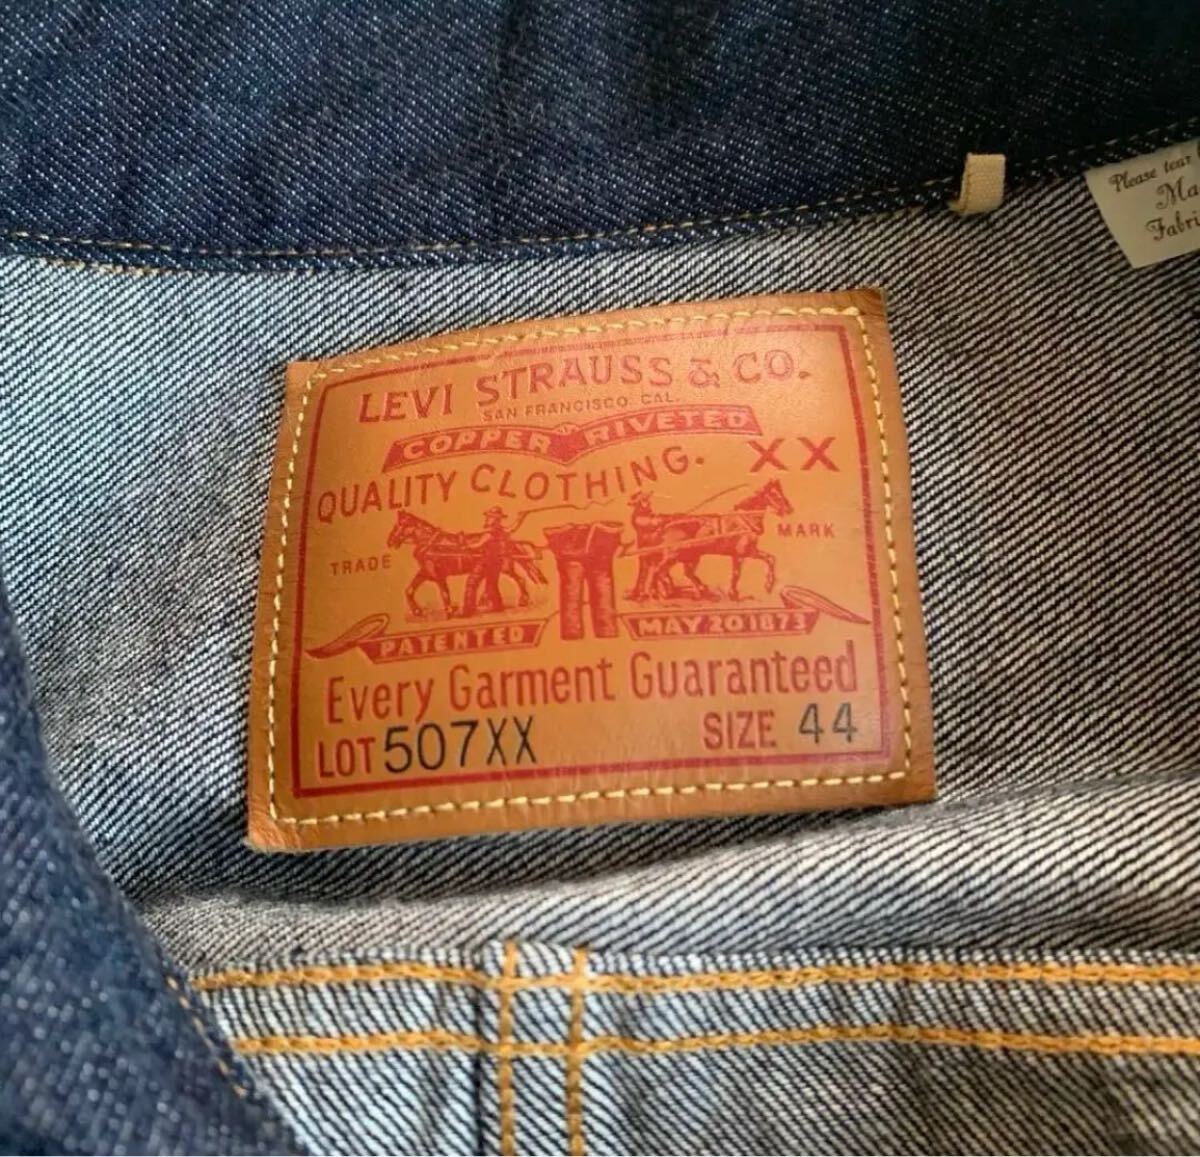 LEVI STRAUSS & CO.
SAN FRANCISCO, CAL.
COPPER RIVETED
QUALITY CLOTHING. XX
TRADE MARK
PATENTED MAY 20 1873
Every Garment Guaranteed
LOT 507XX SIZE 44
Please tear
Ma
Fabri